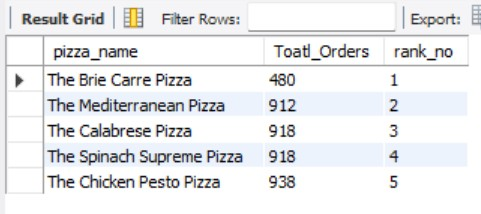 Result Grid Filter Rows: Export:
pizza_name Toatl_Orders rank_no
The Brie Carre Pizza 480 1
The Mediterranean Pizza 912 2
The Calabrese Pizza 918 3
The Spinach Supreme Pizza 918 4
The Chicken Pesto Pizza 938 5